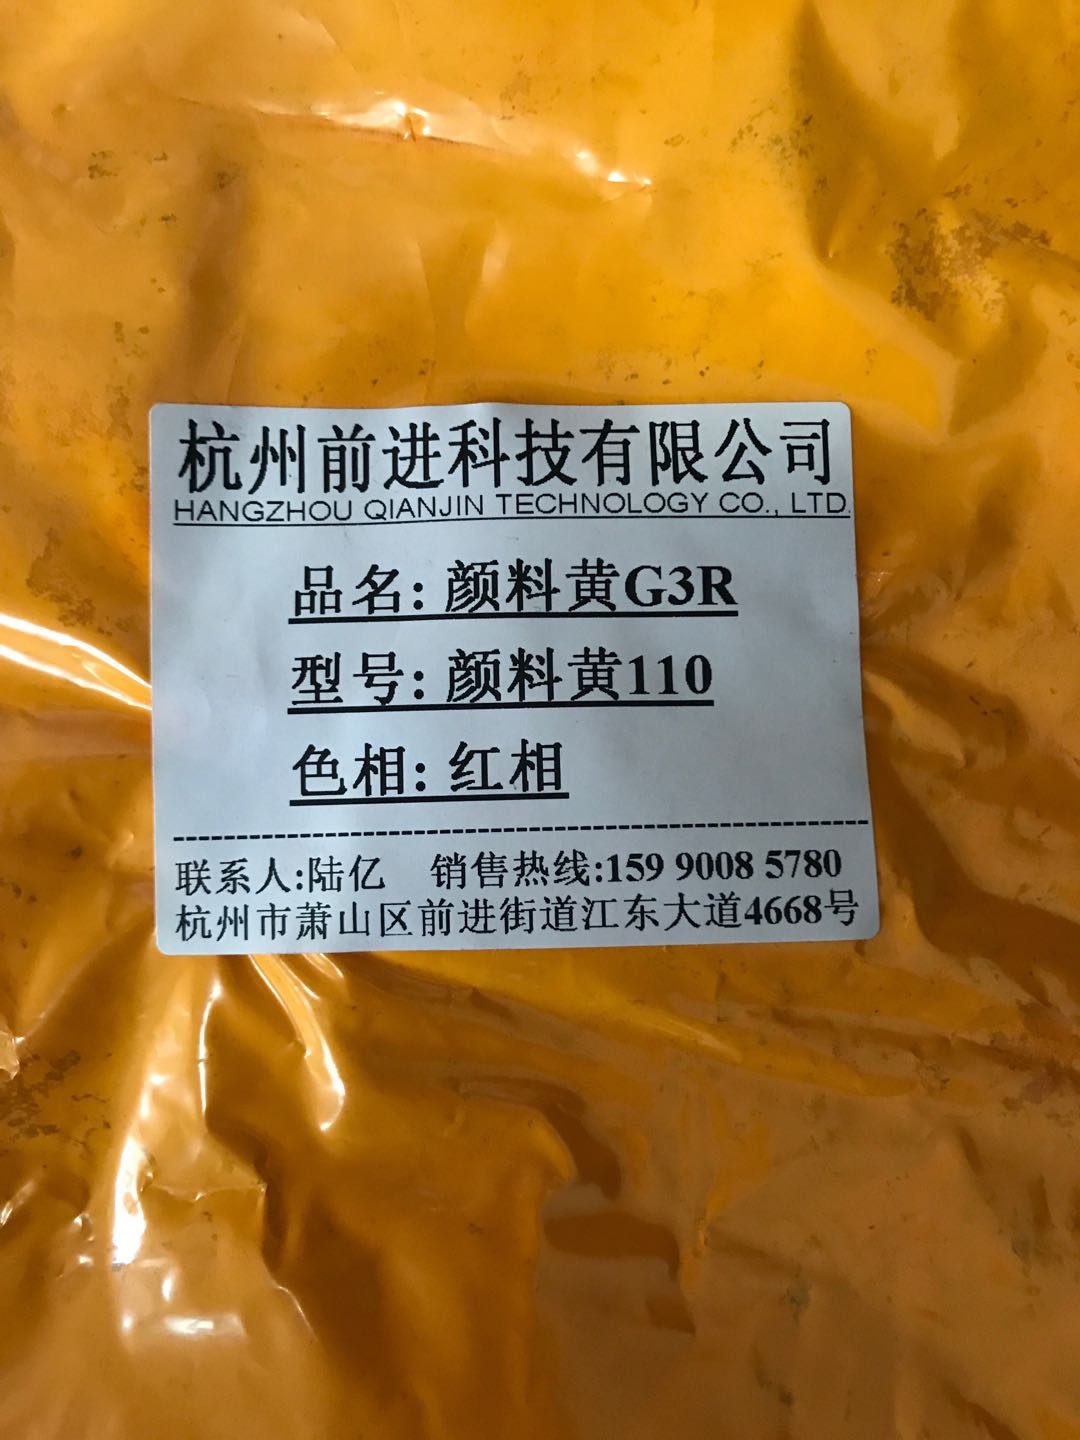 杭州前进科技有限公司
HANGZHOU QIANJIN TECHNOLOGY CO., LTD.
品名: 颜料黄G3R
型号: 颜料黄110
色相: 红相
联系人:陆亿 销售热线:159 9008 5780
杭州市萧山区前进街道江东大道4668号